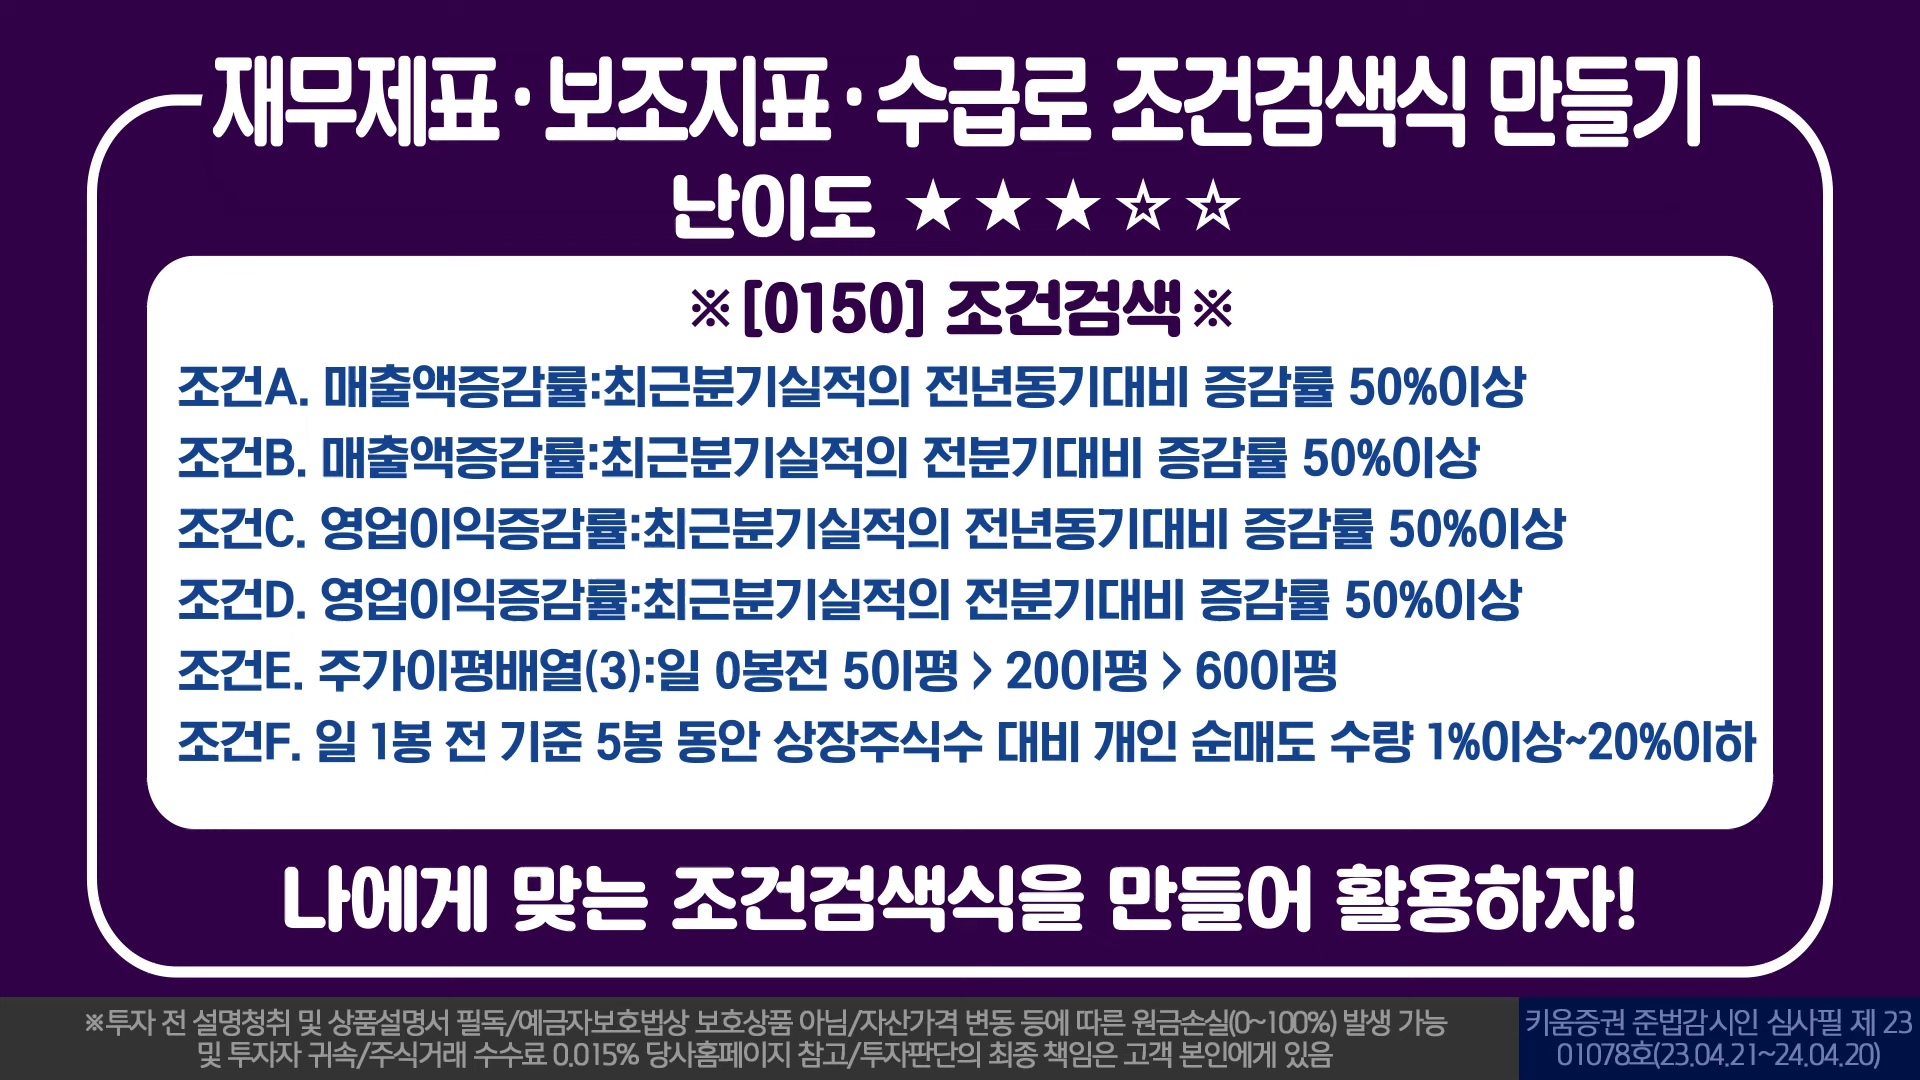 재무제표·보조지표·수급로 조건검색식 만들기
난이도 ★★★☆☆
※[0150] 조건검색※
조건A. 매출액증감률:최근분기실적의 전년동기대비 증감률 50%이상
조건B. 매출액증감률:최근분기실적의 전분기대비 증감률 50%이상
조건C. 영업이익증감률:최근분기실적의 전년동기대비 증감률 50%이상
조건D. 영업이익증감률:최근분기실적의 전분기대비 증감률 50%이상
조건E. 주가이평배열(3):일 0봉전 5이평 > 20이평 > 60이평
조건F. 일 1봉 전 기준 5봉 동안 상장주식수 대비 개인 순매도 수량 1%이상~20%이하
나에게 맞는 조건검색식을 만들어 활용하자!
※투자 전 설명청취 및 상품설명서 필독/예금자보호법상 보호상품 아님/자산가격 변동 등에 따른 원금손실(0~100%) 발생 가능
및 투자자 귀속/주식거래 수수료 0.015% 당사홈페이지 참고/투자판단의 최종 책임은 고객 본인에게 있음
키움증권 준법감시인 심사필 제 23
01078호(23.04.21~24.04.20)